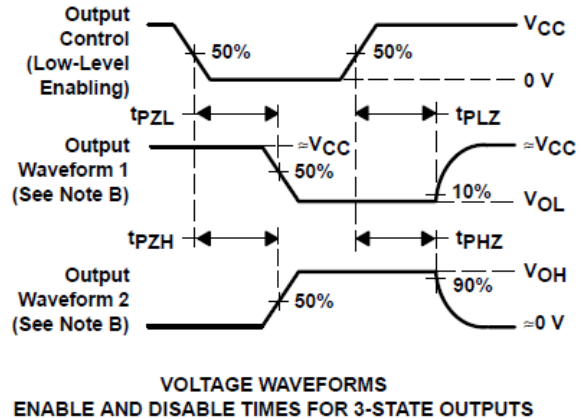 Output
Control
(Low-Level
Enabling)
50%
50%
VCC
0 V
tPZL
tPLZ
Output
Waveform 1
(See Note B)
≈VCC
50%
≈VCC
10%
VOL
tPZH
tPHZ
Output
Waveform 2
(See Note B)
50%
VOH
90%
≈0 V
VOLTAGE WAVEFORMS
ENABLE AND DISABLE TIMES FOR 3-STATE OUTPUTS